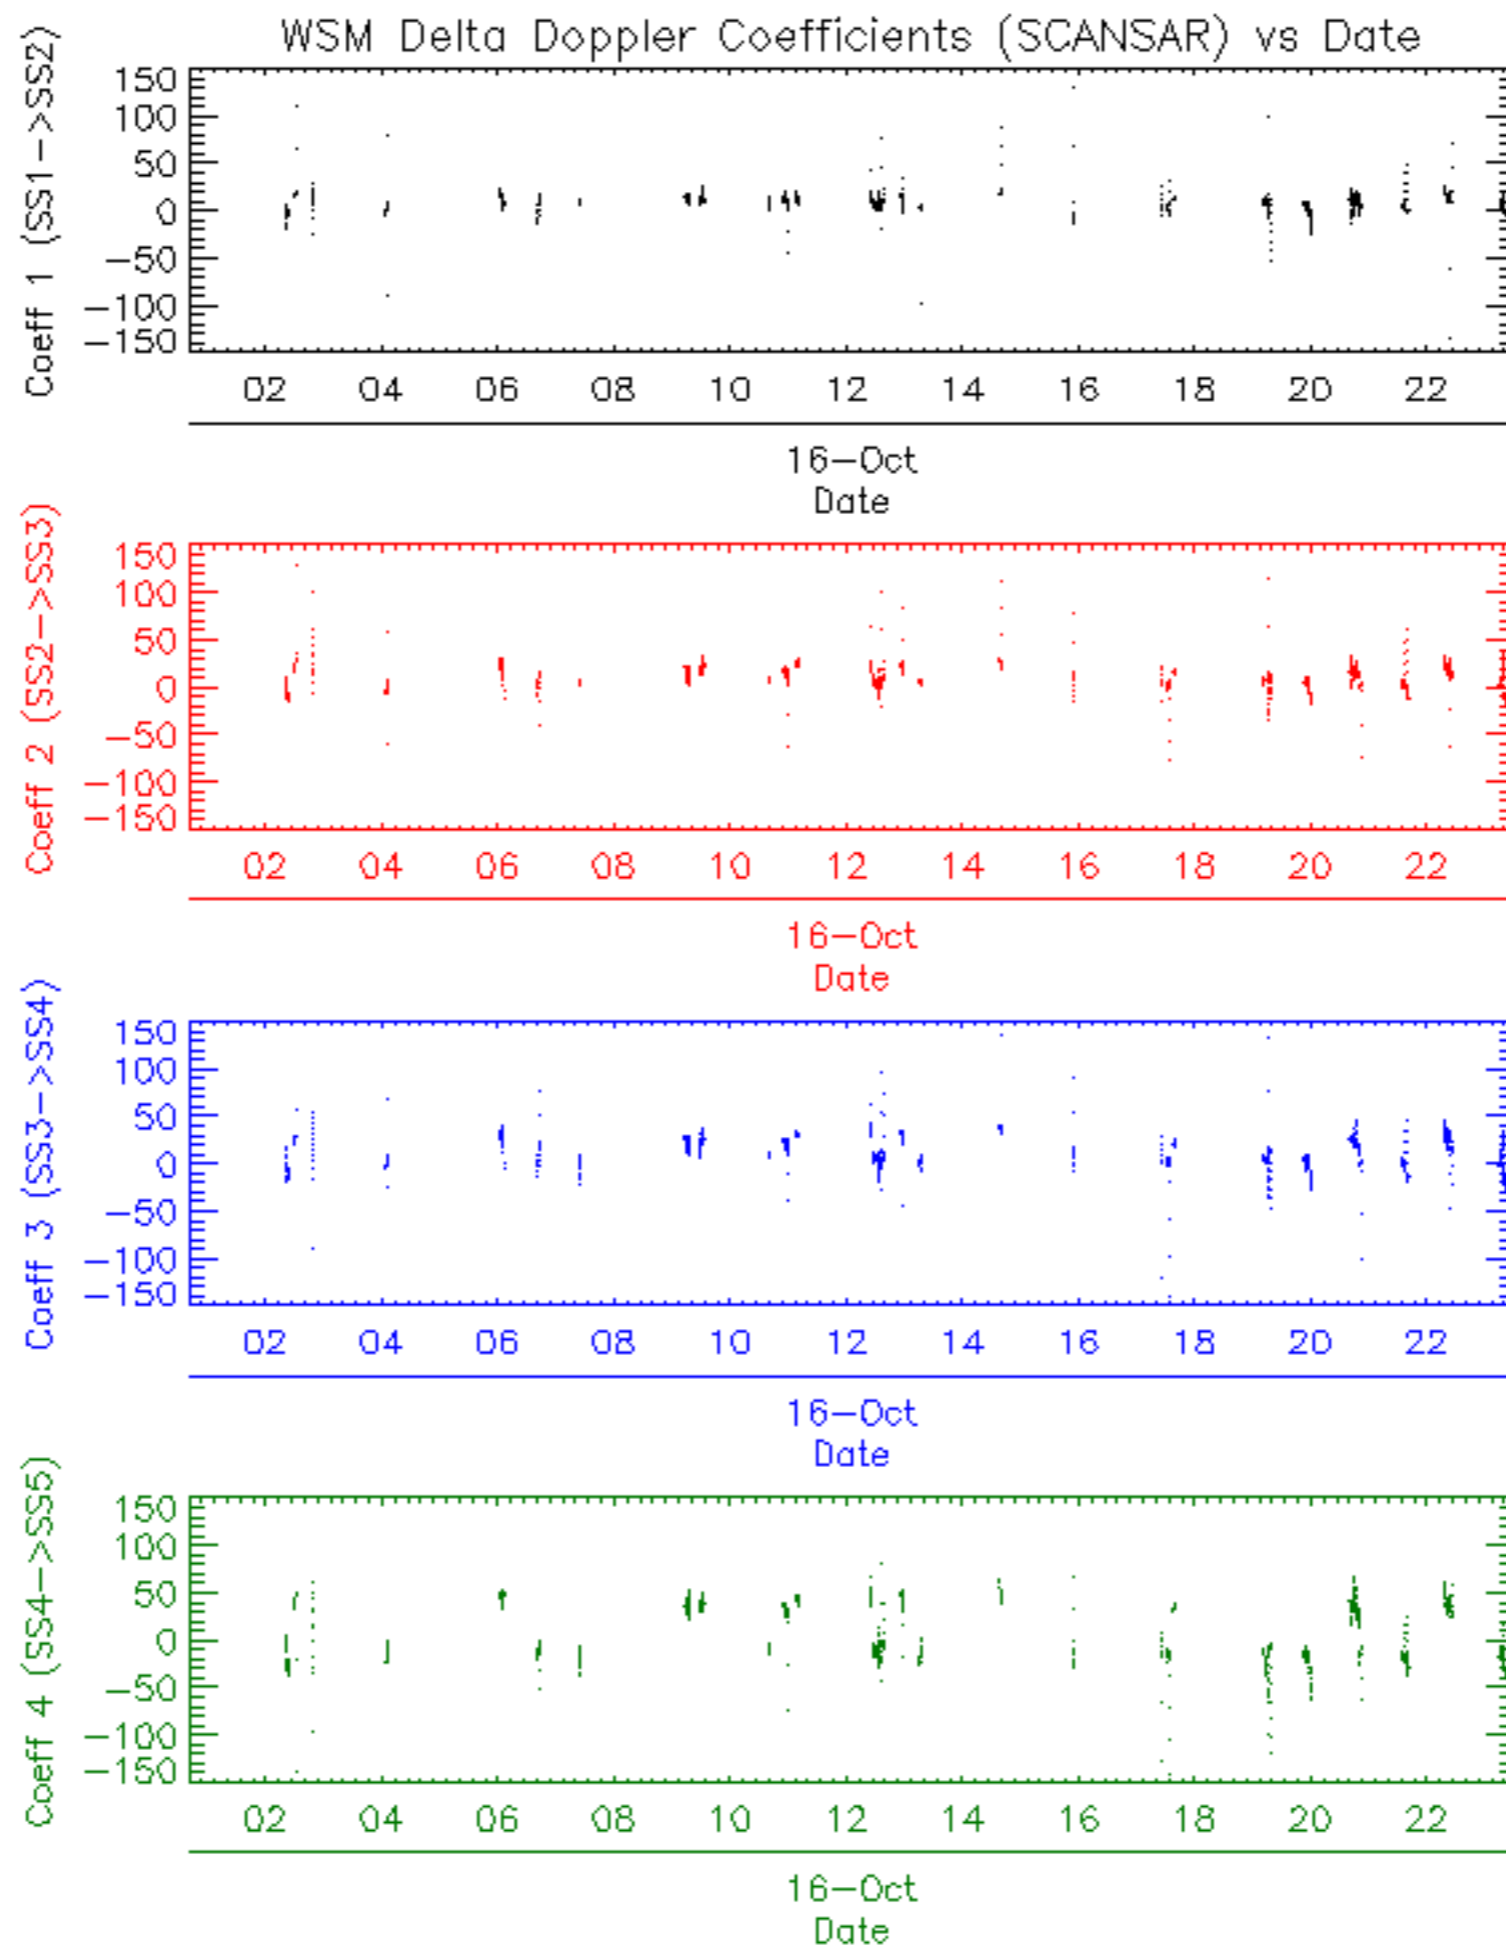 WSM Delta Doppler Coefficients (SCANSAR) vs Date
Coeff 1 (SS1->SS2)
150
100
50
0
-50
-100
-150
02 04 06 08 10 12 14 16 18 20 22
16-Oct
Date
Coeff 2 (SS2->SS3)
150
100
50
0
-50
-100
-150
02 04 06 08 10 12 14 16 18 20 22
16-Oct
Date
Coeff 3 (SS3->SS4)
150
100
50
0
-50
-100
-150
02 04 06 08 10 12 14 16 18 20 22
16-Oct
Date
Coeff 4 (SS4->SS5)
150
100
50
0
-50
-100
-150
02 04 06 08 10 12 14 16 18 20 22
16-Oct
Date